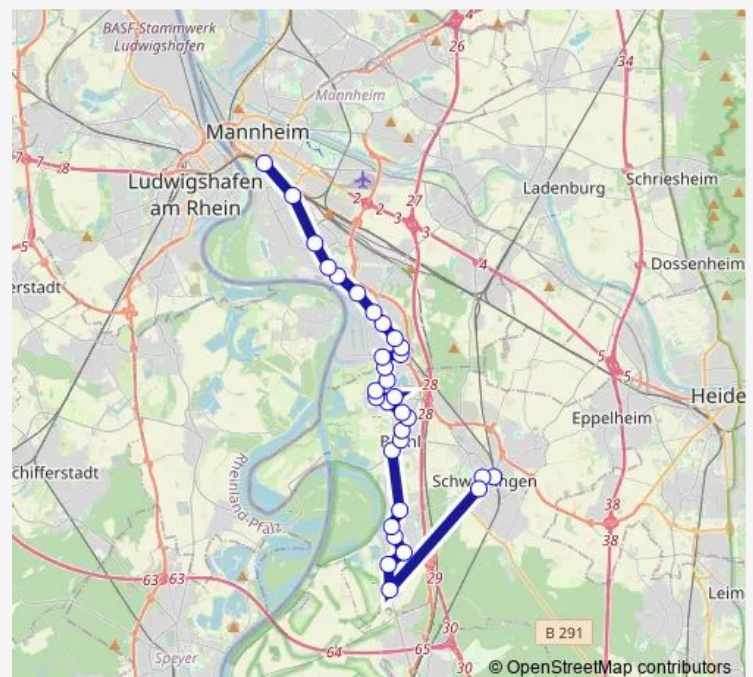 BASF-Stammwerk
Ludwigshafen
4
26
34
Mannheim
Mannheim
7 7 8
Ludwigshafen
am Rhein
2 2 3
27
3
Ladenburg
Schriesheim
5
4
erstadt
Dossenheim
5
5
28
28
Heide
Eppelheim
chifferstadt
Rheinland-Pfalz
38
38
63 63
29
Leim
30
B 291
64
65
30
Speyer
© OpenStreetMap contributors